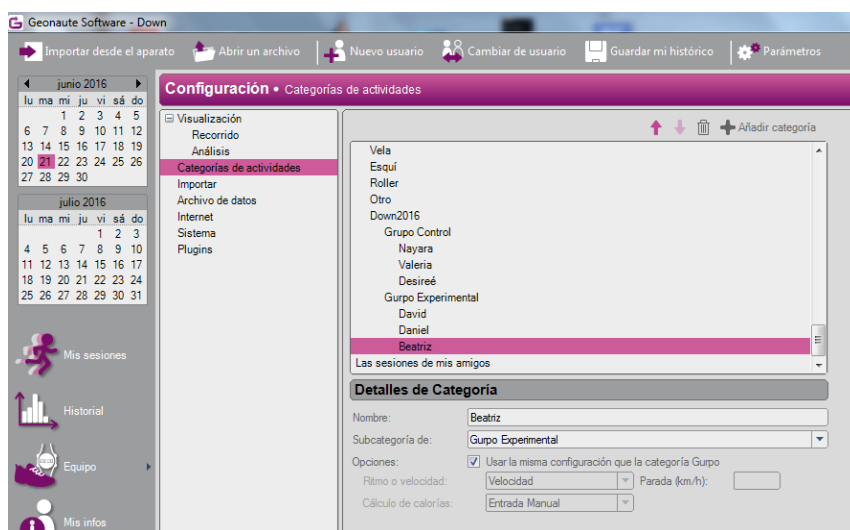 Geonaute Software - Down
Importar desde el aparato Abrir un archivo Nuevo usuario Cambiar de usuario Guardar mi histórico Parámetros
junio 2016
lu ma mi ju vi sá do
1 2 3 4 5
6 7 8 9 10 11 12
13 14 15 16 17 18 19
20 21 22 23 24 25 26
27 28 29 30
julio 2016
lu ma mi ju vi sá do
1 2 3
4 5 6 7 8 9 10
11 12 13 14 15 16 17
18 19 20 21 22 23 24
25 26 27 28 29 30 31
Mis sesiones
Historial
Equipo
Mis infos
Configuración • Categorías de actividades
Visualización
Recorrido
Análisis
Categorías de actividades
Importar
Archivo de datos
Internet
Sistema
Plugins
Añadir categoría
Vela
Esquí
Roller
Otro
Down2016
Grupo Control
Nayara
Valeria
Desireé
Gurpo Experimental
David
Daniel
Beatriz
Las sesiones de mis amigos
Detalles de Categoría
Nombre: Beatriz
Subcategoría de: Gurpo Experimental
Opciones: Usar la misma configuración que la categoría Gurpo
Ritmo o velocidad: Velocidad Parada (km/h):
Cálculo de calorías: Entrada Manual